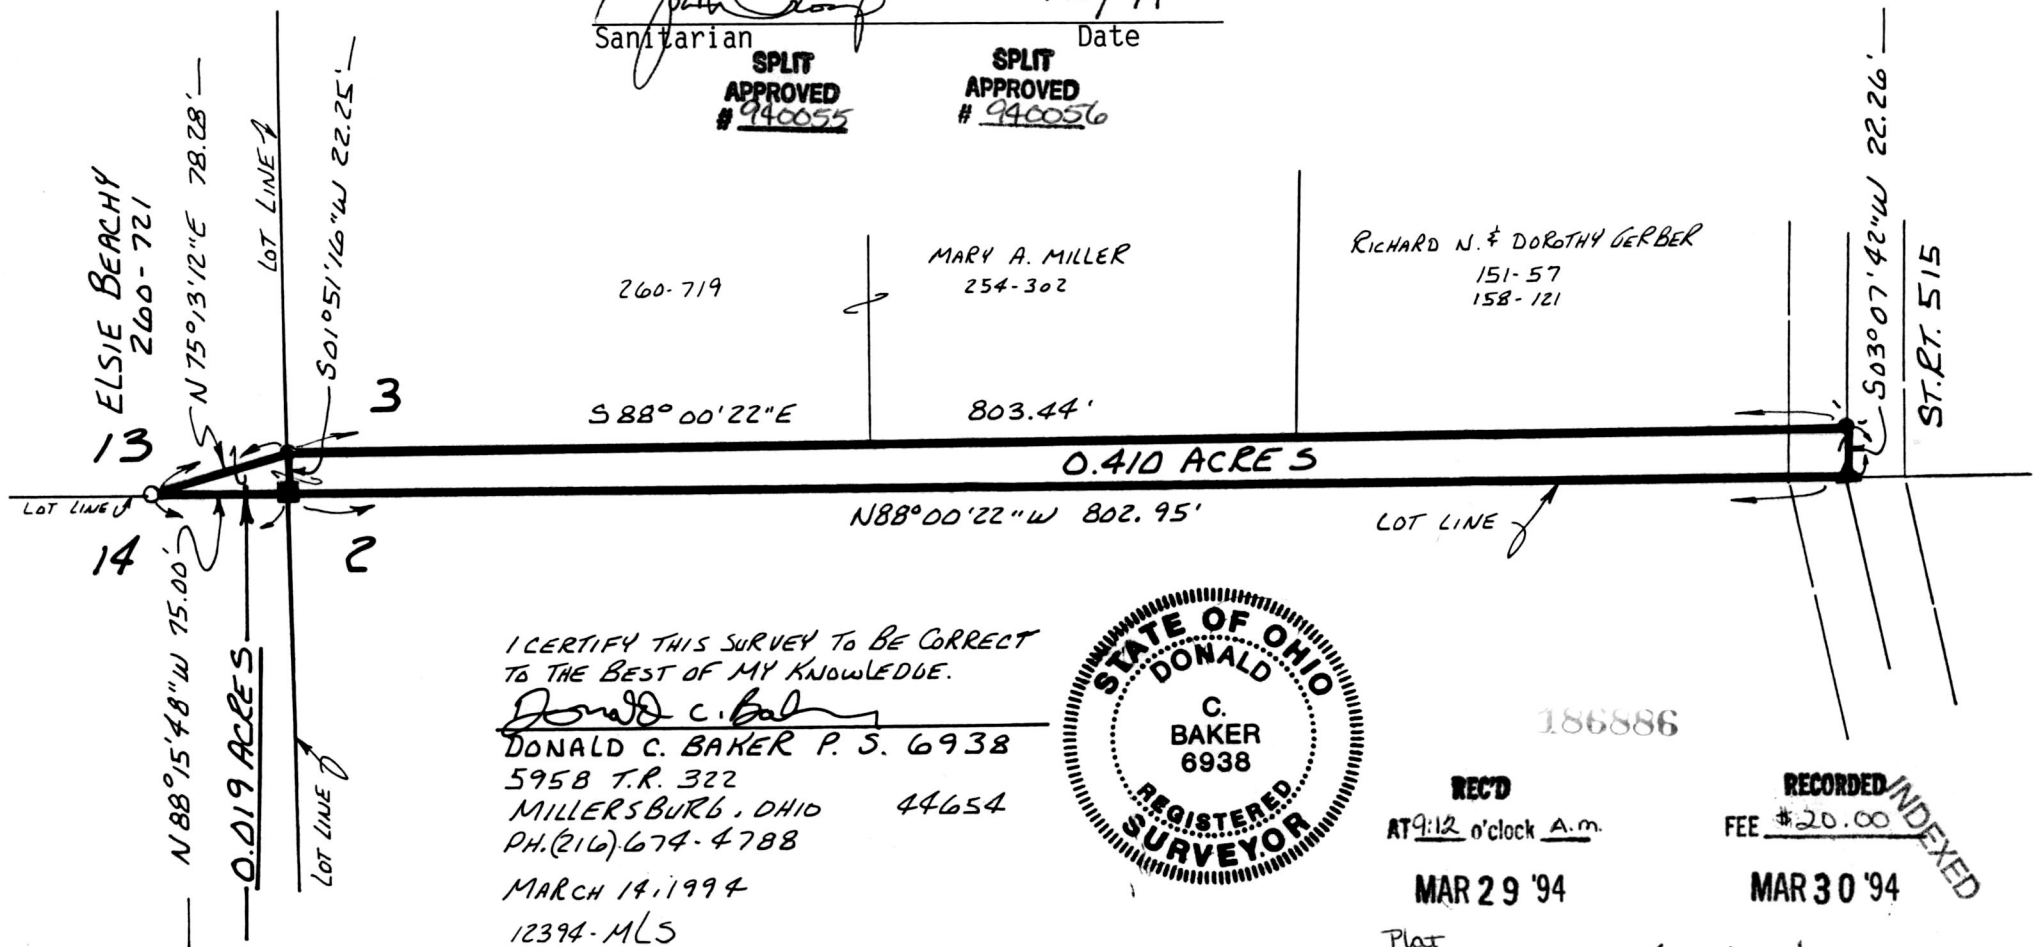 Sanitarian Date
SPLIT APPROVED # 940055
SPLIT APPROVED # 940056
ELSIE BEACHY
260-721
N75°13'12"E 78.28'
LOT LINE
S01°51'16"W 22.25'
260-719
MARY A. MILLER
254-302
RICHARD N. & DOROTHY GERBER
151-57
158-121
S03°07'42"W 22.26'
ST. RT. 515
13
3
S88°00'22"E 803.44'
0.410 ACRES
LOT LINE
N88°00'22"W 802.95'
LOT LINE
14
2
N88°15'48"W 75.00'
0.019 ACRES
LOT LINE
I CERTIFY THIS SURVEY TO BE CORRECT
TO THE BEST OF MY KNOWLEDGE.
Donald C. Baker
DONALD C. BAKER P. S. 6938
5958 T.R. 322
MILLERSBURG, OHIO 44654
PH.(216)-674-4788
MARCH 14, 1994
12394-MLS
STATE OF OHIO
DONALD
C.
BAKER
6938
REGISTERED
SURVEYOR
186886
REC'D
AT 9:12 o'clock A.m.
MAR 29 '94
RECORDED
FEE $20.00
INDEXED
MAR 30 '94
Plat